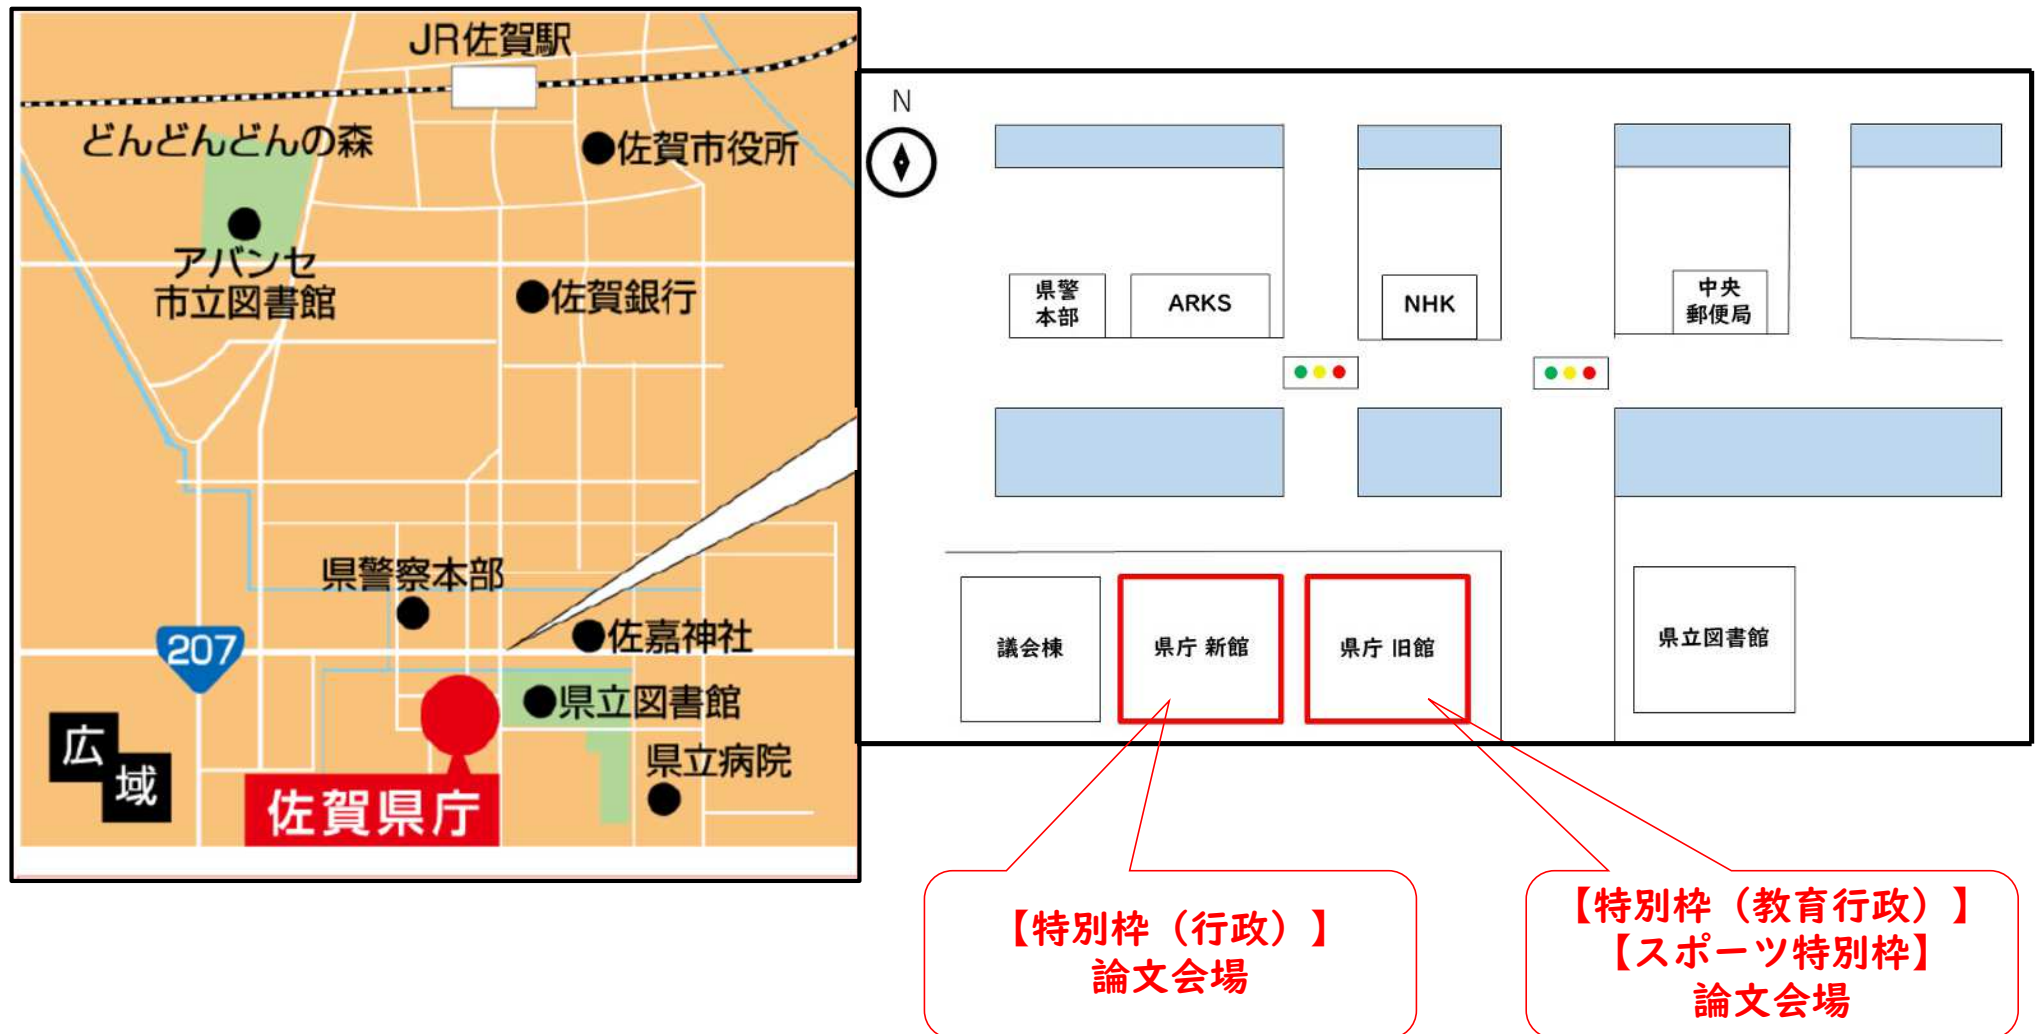 JR佐賀駅
どんどんどんの森
●佐賀市役所
アバンセ
市立図書館
●佐賀銀行
県警察本部
●佐嘉神社
207
●県立図書館
県立病院
広
域
佐賀県庁
N
県警
本部
ARKS
NHK
中央
郵便局
議会棟
県庁 新館
県庁 旧館
県立図書館
【特別枠（行政）】
論文会場
【特別枠（教育行政）】
【スポーツ特別枠】
論文会場